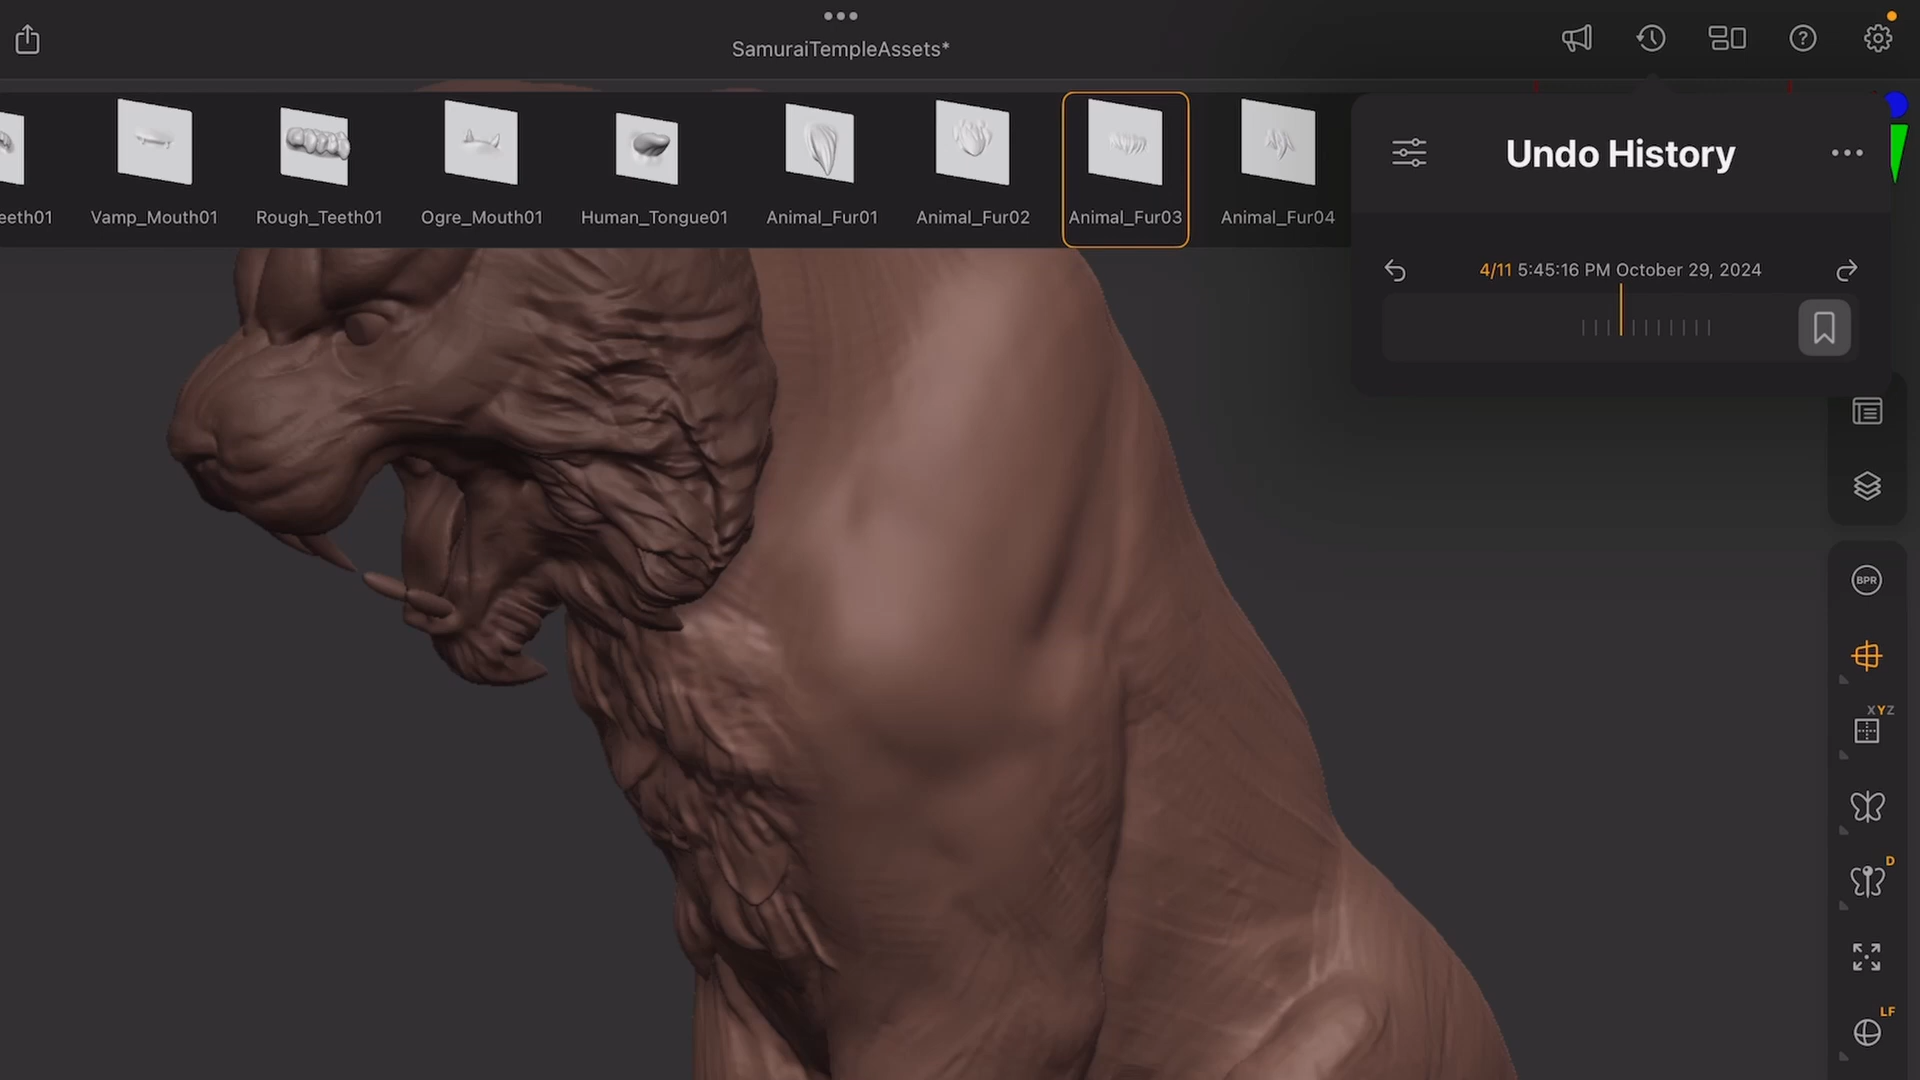 SamuraiTempleAssets*
eeth01
Vamp_Mouth01
Rough_Teeth01
Ogre_Mouth01
Human_Tongue01
Animal_Fur01
Animal_Fur02
Animal_Fur03
Animal_Fur04
Undo History
4/11 5:45:16 PM October 29, 2024
BPR
XYZ
D
LF